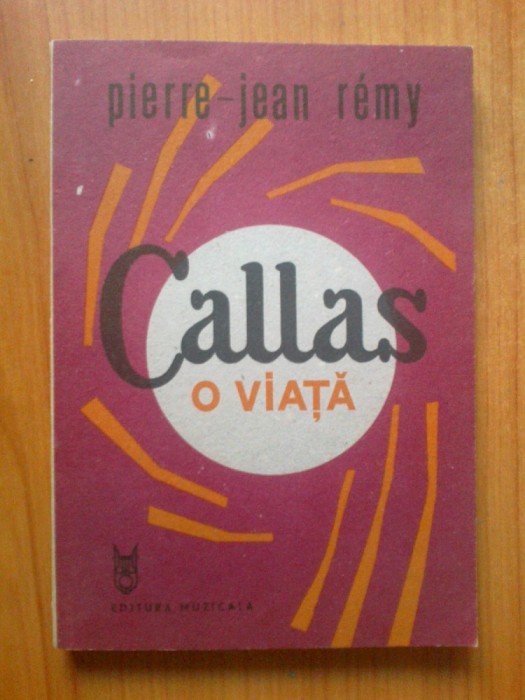 pierre-jean rémy
Callas
O VIAȚĂ
EDITURA MUZICALĂ